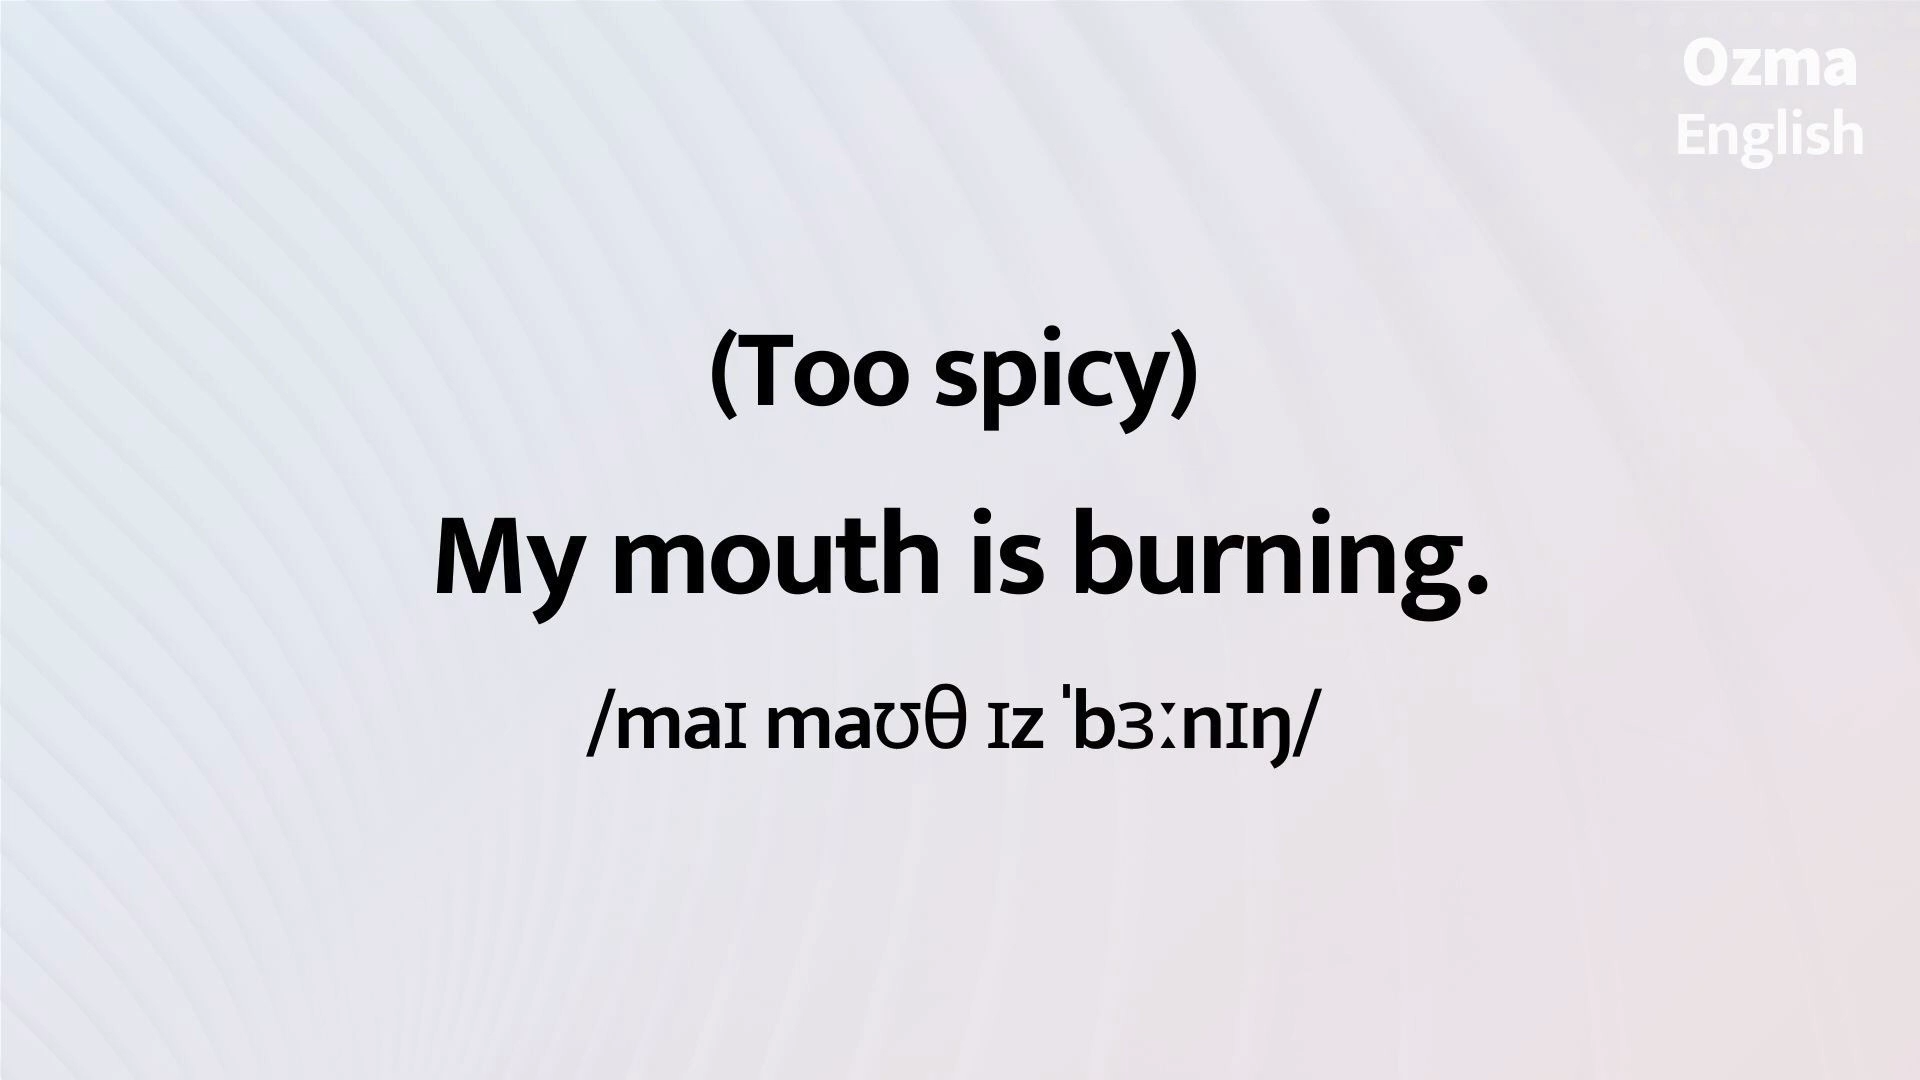 Ozma
English
(Too spicy)
My mouth is burning.
/maɪ maʊθ ɪz ˈbɜːnɪŋ/